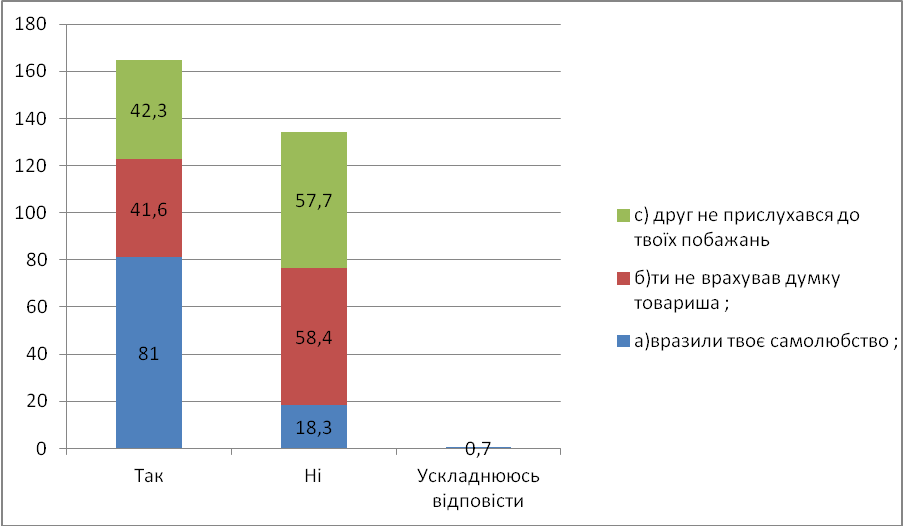 180
160
140
120
100
80
60
40
20
0
42,3
41,6
81
57,7
58,4
18,3
0,7
Так
Ні
Ускладнююсь
відповісти
с) друг не прислухався до
твоїх побажань
б)ти не врахував думку
товариша ;
а)вразили твоє самолюбство ;